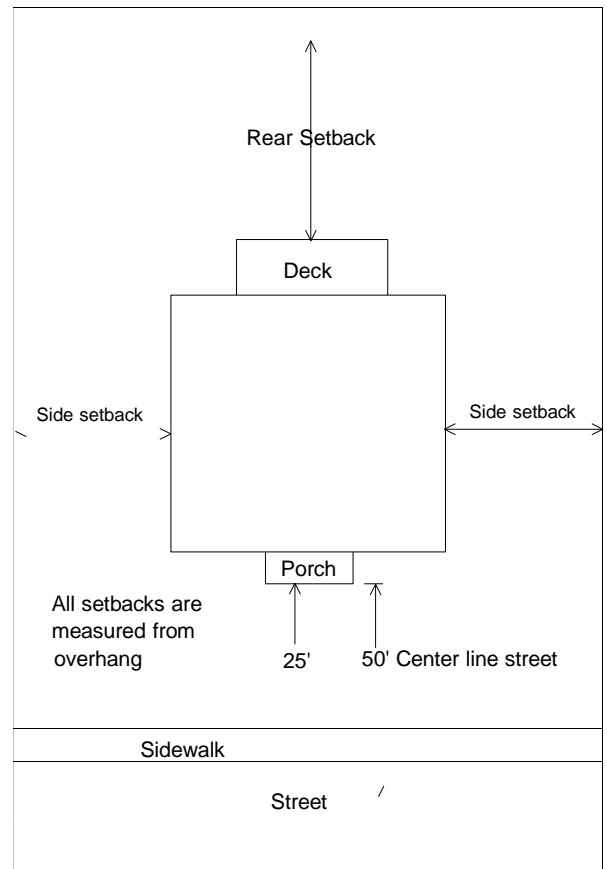 Rear Setback
Deck
Side setback
Side setback
Porch
All setbacks are
measured from
overhang
25'
50' Center line street
Sidewalk
Street